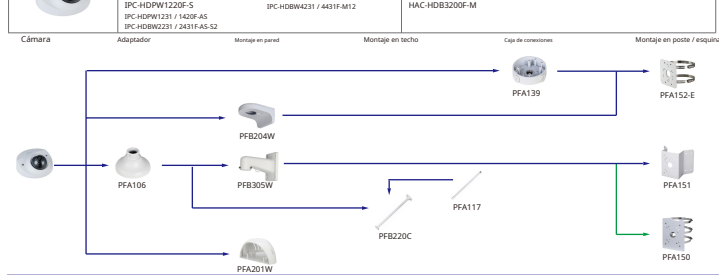 IPC-HDPW1220F-S
IPC-HDPW1231 / 1420F-AS
IPC-HDBW2231 / 2431F-AS-S2
IPC-HDBW4231 / 4431F-M12
HAC-HDB3200F-M
Cámara
Adaptador
Montaje en pared
Montaje en techo
Caja de conexiones
Montaje en poste / esquina
PFA139
PFA152-E
PFB204W
PFA106
PFB305W
PFA151
PFA117
PFB220C
PFA150
PFA201W